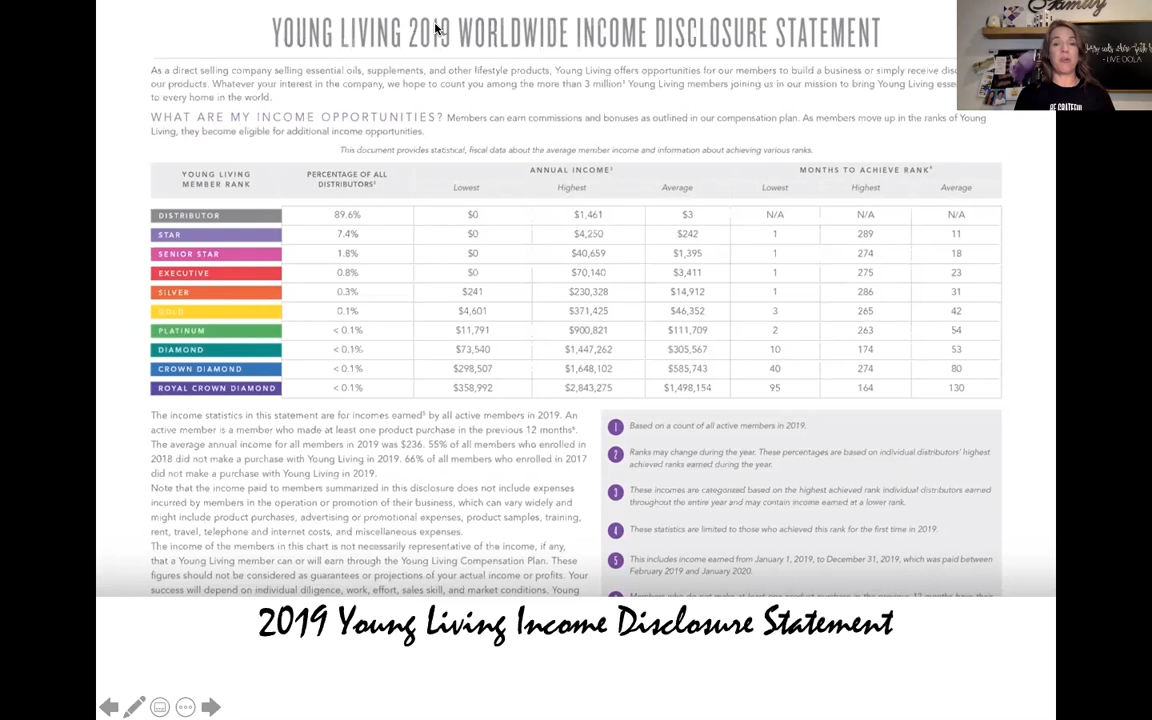 YOUNG LIVING 2019 WORLDWIDE INCOME DISCLOSURE STATEMENT
As a direct selling company selling essential oils, supplements, and other lifestyle products, Young Living offers opportunities for our members to build a business or simply receive
our products. Whatever your interest in the company, we hope to count you among the more than 3 million¹ Young Living members joining us in our mission to bring Young Living
to every home in the world.
WHAT ARE MY INCOME OPPORTUNITIES? Members can earn commissions and bonuses as outlined in our compensation plan. As members move up in the ranks of Young
Living, they become eligible for additional income opportunities.
This document provides statistical, fiscal data about the average member income and information about achieving various ranks.
YOUNG LIVING MEMBER RANK PERCENTAGE OF ALL DISTRIBUTORS² ANNUAL INCOME³ MONTHS TO ACHIEVE RANK⁴
Lowest Highest Average Lowest Highest Average
DISTRIBUTOR 89.6% $0 $1,461 $3 N/A N/A N/A
STAR 7.4% $0 $4,250 $242 1 289 11
SENIOR STAR 1.8% $0 $40,659 $1,395 1 274 18
EXECUTIVE 0.8% $0 $70,140 $3,411 1 275 23
SILVER 0.3% $241 $230,328 $14,912 1 286 31
GOLD 0.1% $4,601 $371,425 $46,352 3 265 42
PLATINUM < 0.1% $11,791 $900,821 $111,709 2 263 54
DIAMOND < 0.1% $73,540 $1,447,262 $305,567 10 174 53
CROWN DIAMOND < 0.1% $298,507 $1,648,102 $585,743 40 274 80
ROYAL CROWN DIAMOND < 0.1% $358,992 $2,843,275 $1,498,154 95 164 130
The income statistics in this statement are for incomes earned⁵ by all active members in 2019. An
active member is a member who made at least one product purchase in the previous 12 months⁶.
The average annual income for all members in 2019 was $236. 55% of all members who enrolled in
2018 did not make a purchase with Young Living in 2019. 66% of all members who enrolled in 2017
did not make a purchase with Young Living in 2019.
Note that the income paid to members summarized in this disclosure does not include expenses
incurred by members in the operation or promotion of their business, which can vary widely and
might include product purchases, advertising or promotional expenses, product samples, training,
rent, travel, telephone and internet costs, and miscellaneous expenses.
The income of the members in this chart is not necessarily representative of the income, if any,
that a Young Living member can or will earn through the Young Living Compensation Plan. These
figures should not be considered as guarantees or projections of your actual income or profits. Your
success will depend on individual diligence, work, effort, sales skill, and market conditions. Young
1 Based on a count of all active members in 2019.
2 Ranks may change during the year. These percentages are based on individual distributors' highest
achieved ranks earned during the year.
3 These incomes are categorized based on the highest achieved rank individual distributors earned
throughout the entire year and may contain income earned at a lower rank.
4 These statistics are limited to those who achieved this rank for the first time in 2019.
5 This includes income earned from January 1, 2019, to December 31, 2019, which was paid between
February 2019 and January 2020.
2019 Young Living Income Disclosure Statement
Family
- LIVE OOLA
BE GRATEFUL